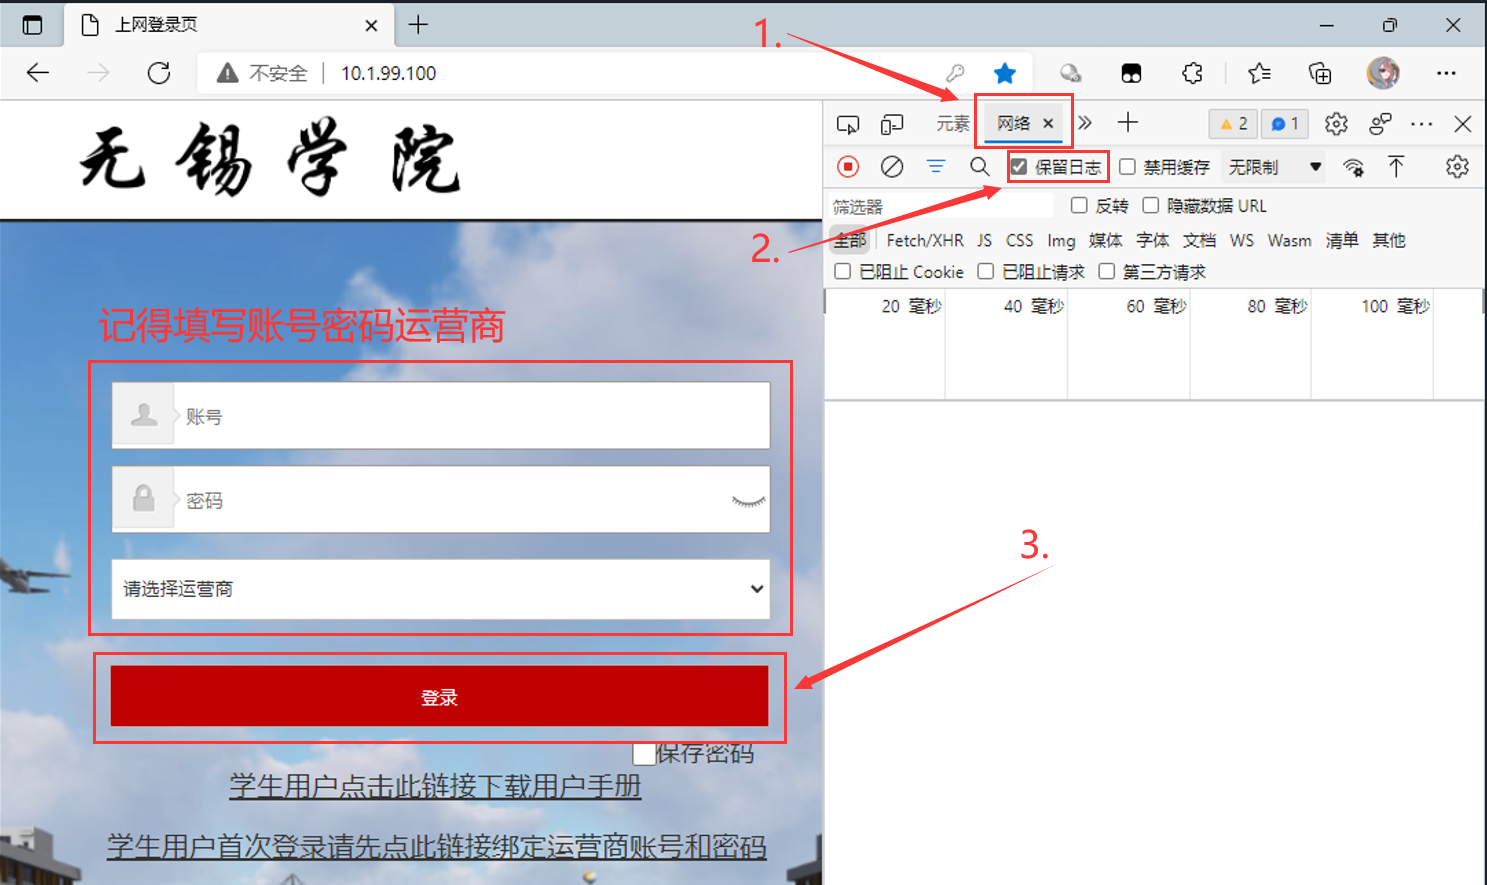 上网登录页
1.
不安全
10.1.99.100
无锡学院
元素
网络
2
1
保留日志
禁用缓存
无限制
筛选器
反转
隐藏数据 URL
2.
全部
Fetch/XHR
JS
CSS
Img
媒体
字体
文档
WS
Wasm
清单
其他
已阻止 Cookie
已阻止请求
第三方请求
20 毫秒
40 毫秒
60 毫秒
80 毫秒
100 毫秒
记得填写账号密码运营商
账号
密码
3.
请选择运营商
登录
保存密码
学生用户点击此链接下载用户手册
学生用户首次登录请先点此链接绑定运营商账号和密码